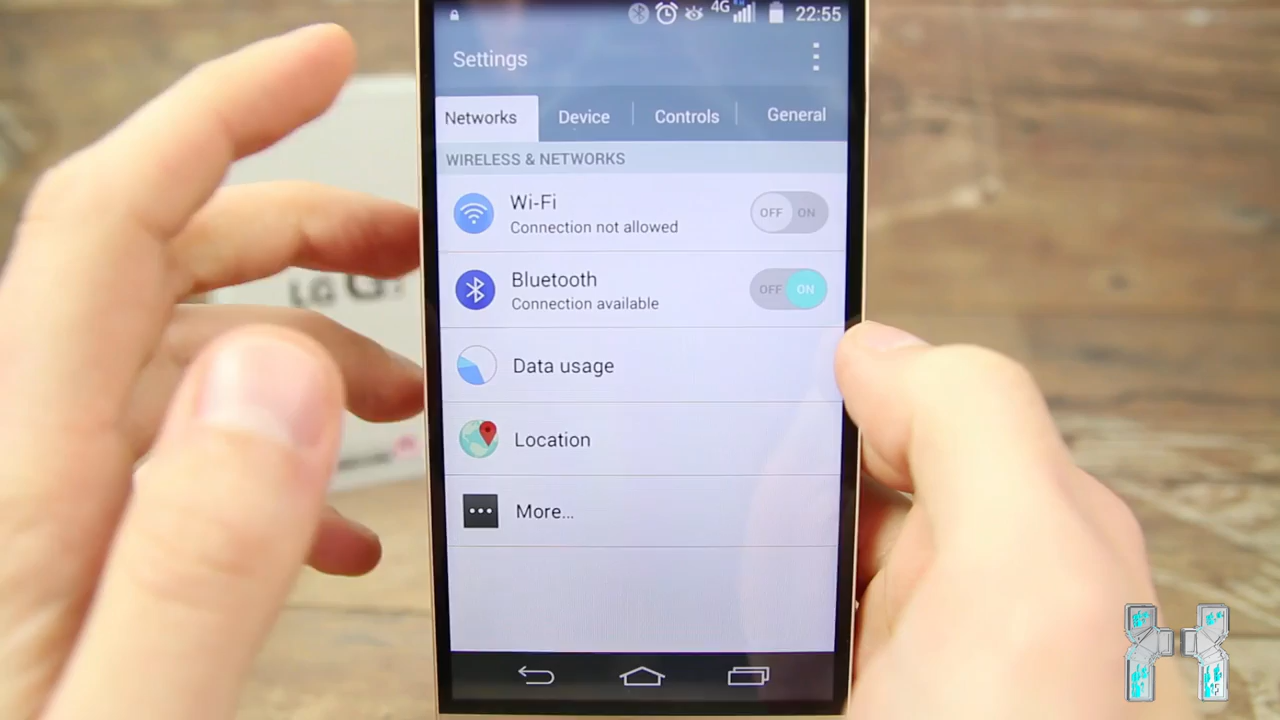 4G 22:55
Settings
Networks Device Controls General
WIRELESS & NETWORKS
Wi-Fi
Connection not allowed
OFF ON
Bluetooth
Connection available
OFF ON
Data usage
Location
More...
LG